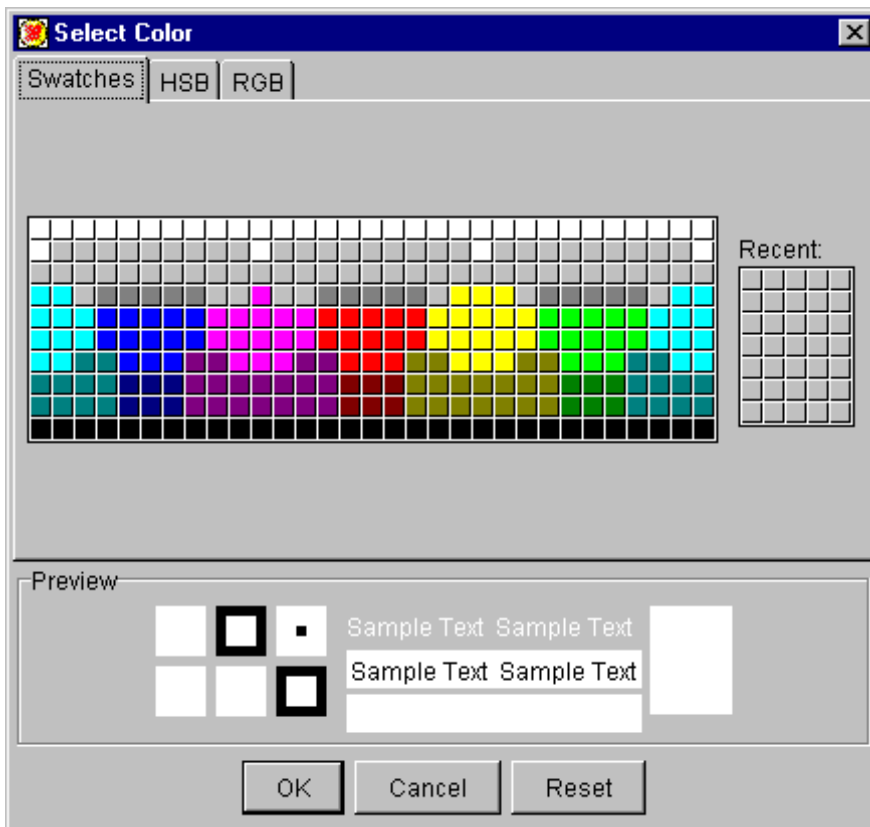 Select Color
Swatches HSB RGB
Recent:
Preview
Sample Text Sample Text
Sample Text Sample Text
OK Cancel Reset